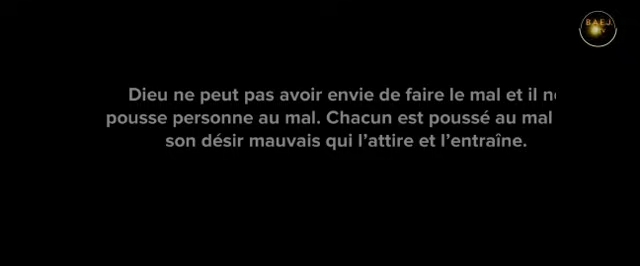 B.A.E.J.
TV
Dieu ne peut pas avoir envie de faire le mal et il
pousse personne au mal. Chacun est poussé au mal
son désir mauvais qui l'attire et l'entraîne.